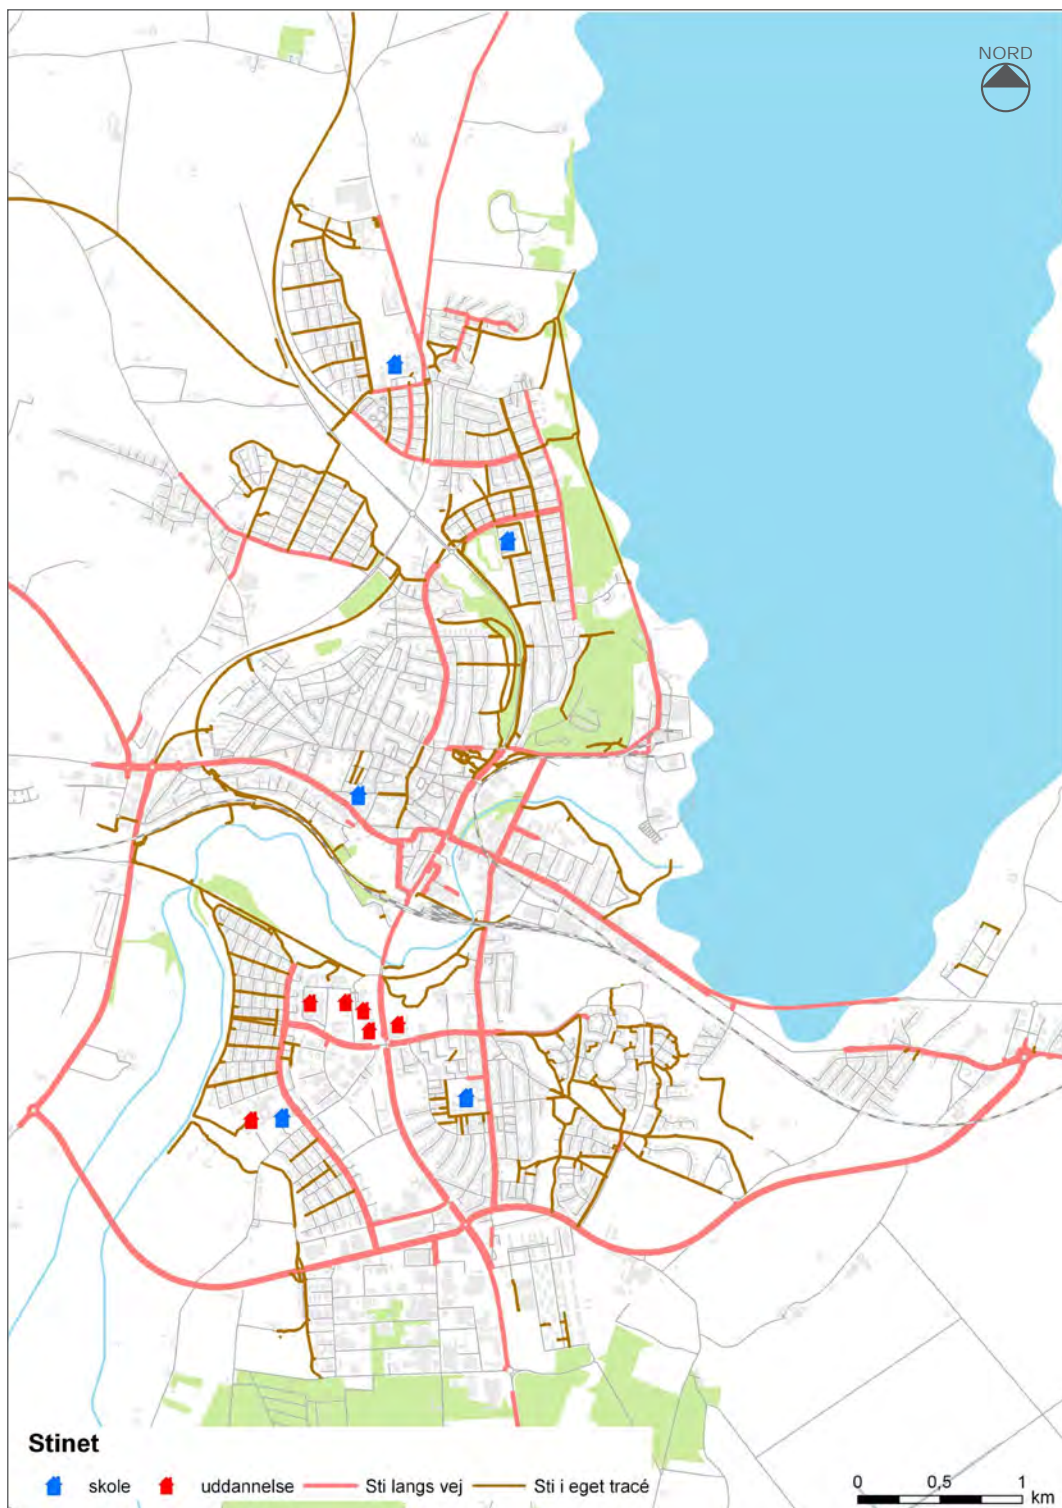 NORD
Stinet
skole
uddannelse
Sti langs vej
Sti i eget tracé
0 0,5 1
km